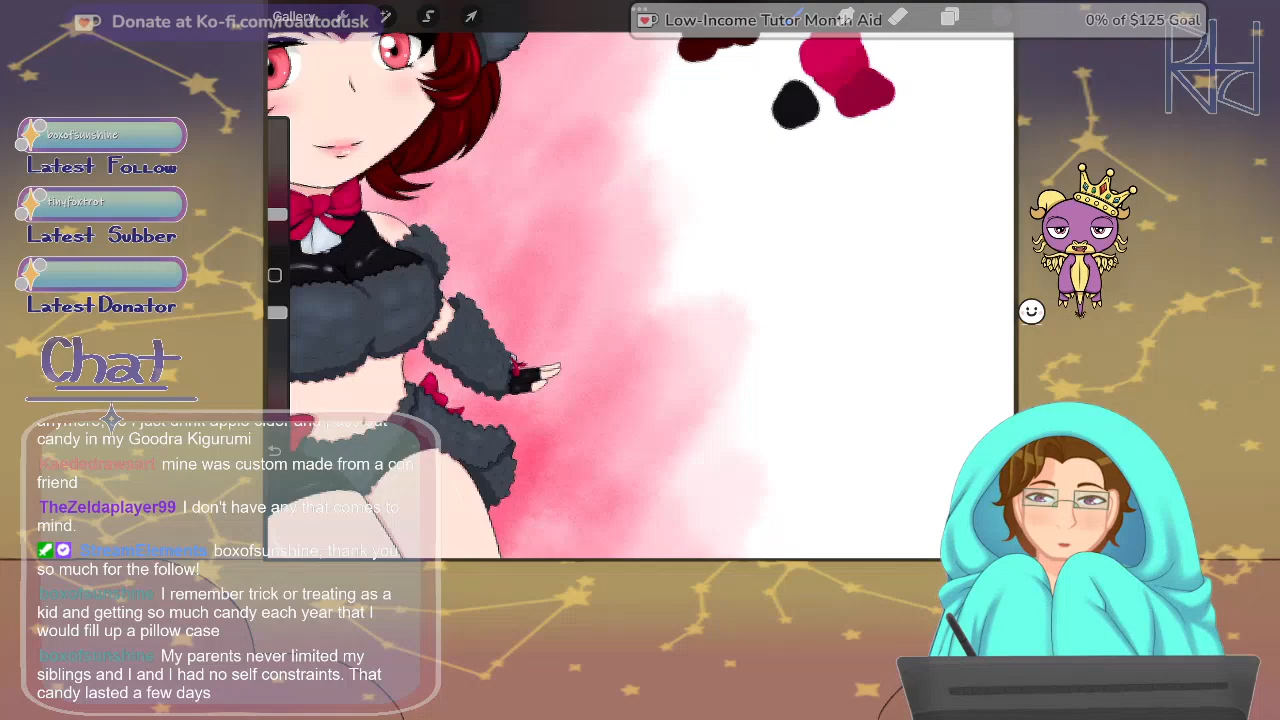 Donate at Ko-fi.com/roadtodusk
Gallery
Low-Income Tutor Month Aid
0% of $125 Goal
boxofsunshine
Latest Follow
tinyfoxtrot
Latest Subber
Latest Donator
Chat
candy in my Goodra Kigurumi
mine was custom made from a con
friend
TheZeldaplayer99 I don't have any that comes to
mind.
StreamElements boxofsunshine, thank you
so much for the follow!
boxofsunshine I remember trick or treating as a
kid and getting so much candy each year that I
would fill up a pillow case
boxofsunshine My parents never limited my
siblings and I and I had no self constraints. That
candy lasted a few days